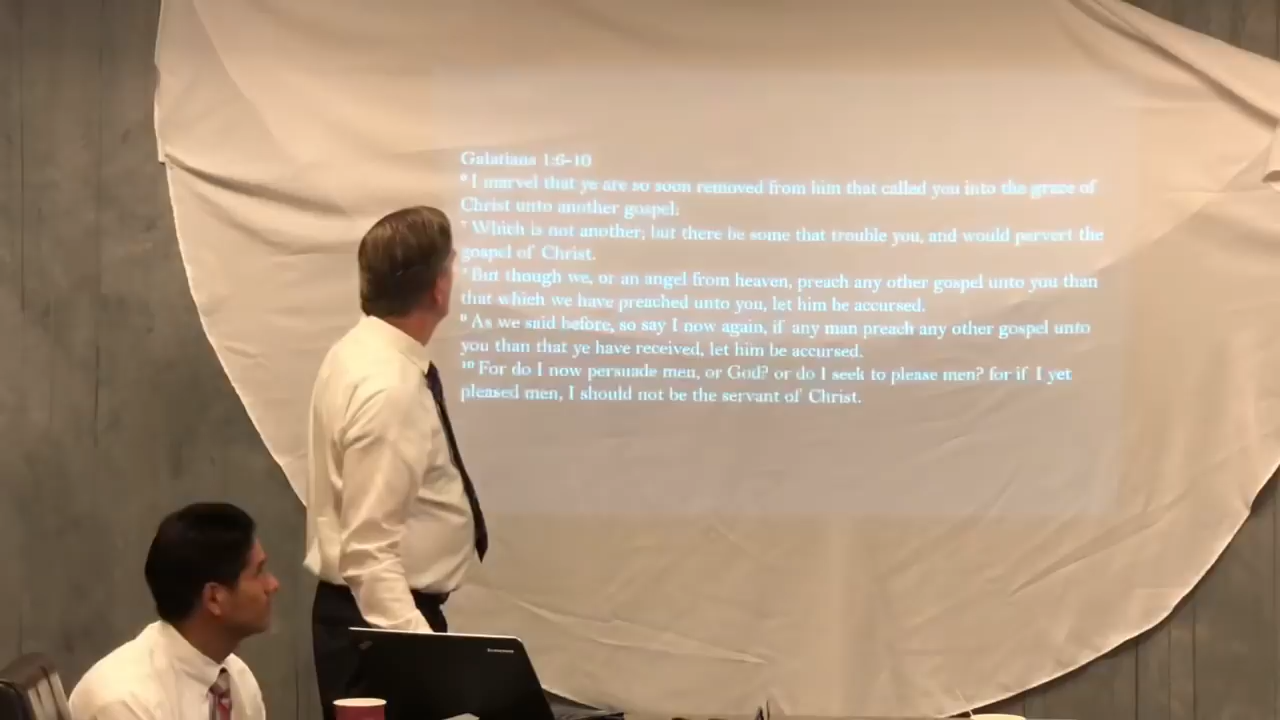 Galatians 1:6-10
⁶ I marvel that ye are so soon removed from him that called you into the grace of
Christ unto another gospel:
⁷ Which is not another; but there be some that trouble you, and would pervert the
gospel of Christ.
⁸ But though we, or an angel from heaven, preach any other gospel unto you than
that which we have preached unto you, let him be accursed.
⁹ As we said before, so say I now again, if any man preach any other gospel unto
you than that ye have received, let him be accursed.
¹⁰ For do I now persuade men, or God? or do I seek to please men? for if I yet
pleased men, I should not be the servant of Christ.
lenovo